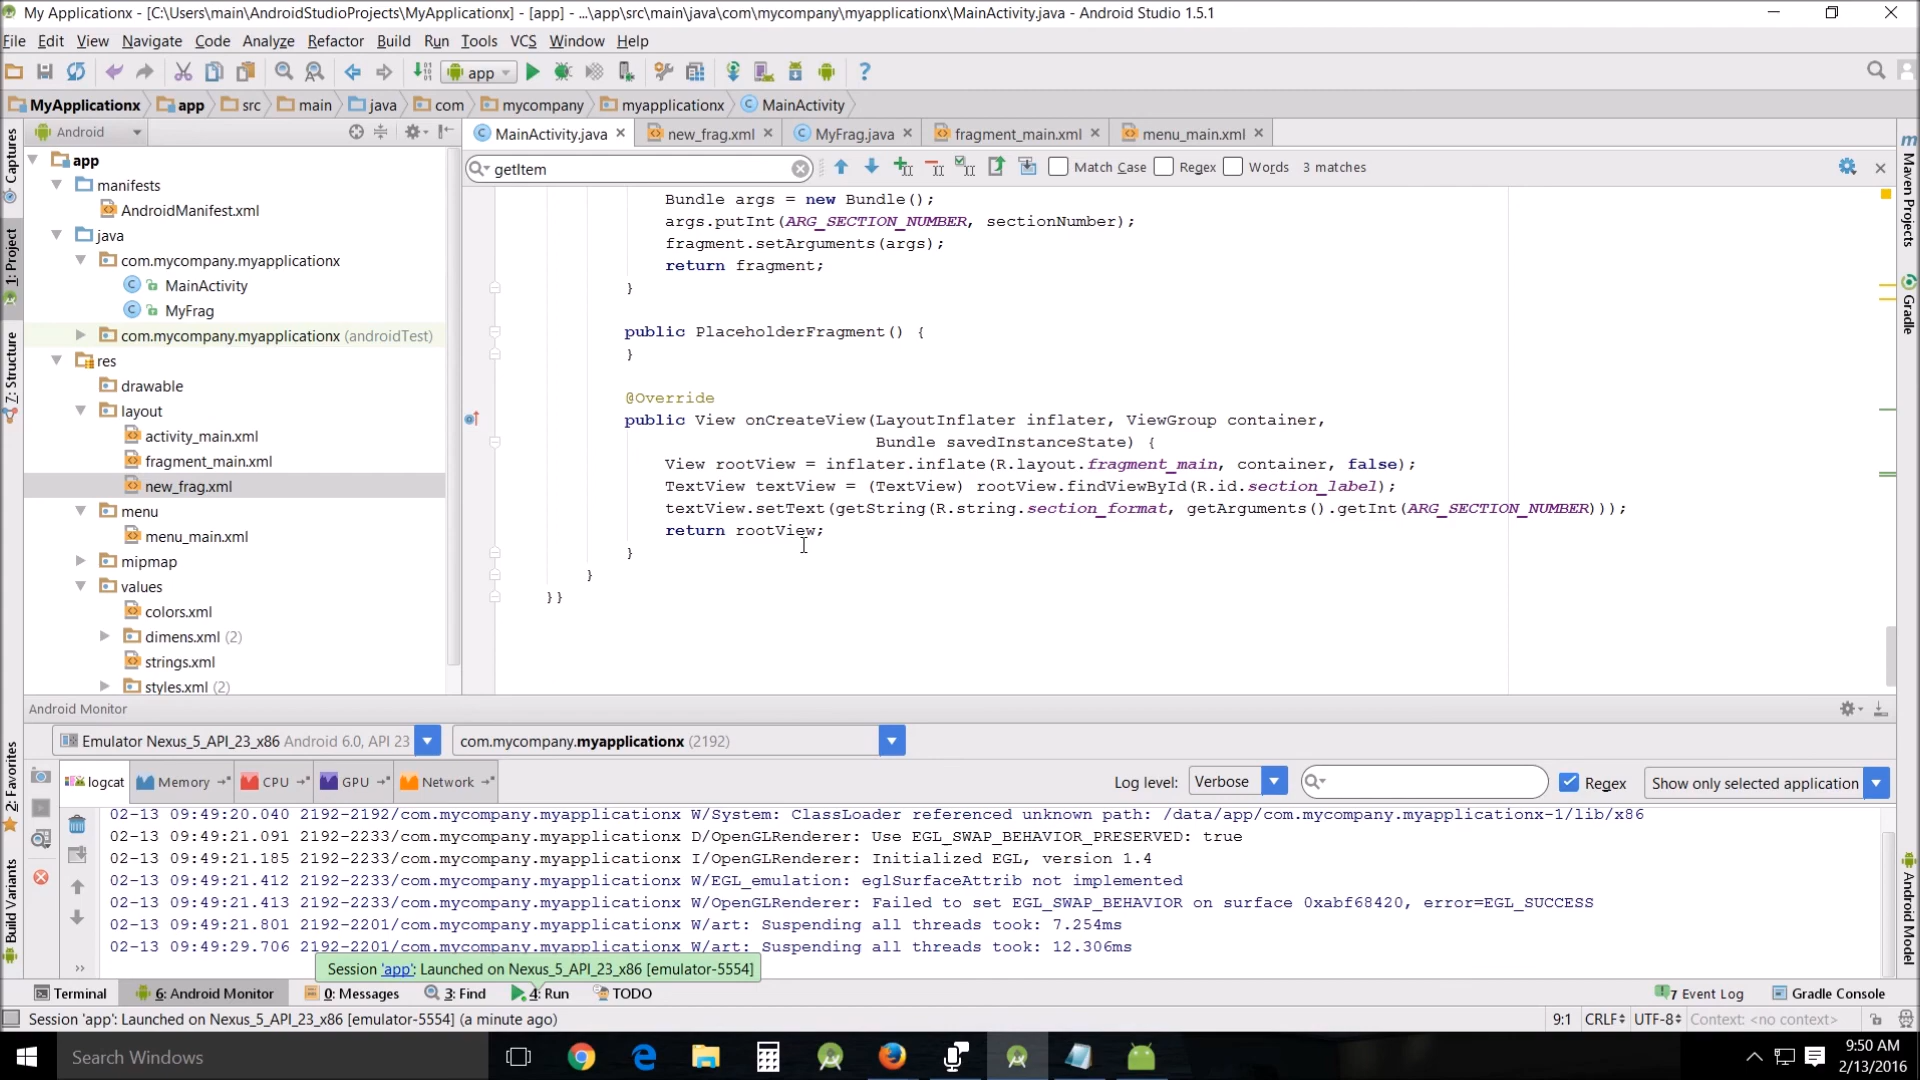 My Applicationx - [C:\Users\main\AndroidStudioProjects\MyApplicationx] - [app] - ...\app\src\main\java\com\mycompany\myapplicationx\MainActivity.java - Android Studio 1.5.1
File Edit View Navigate Code Analyze Refactor Build Run Tools VCS Window Help
app
MyApplicationx app src main java com mycompany myapplicationx MainActivity
Android
MainActivity.java new_frag.xml MyFrag.java fragment_main.xml menu_main.xml
getItem Match Case Regex Words 3 matches
app
manifests
AndroidManifest.xml
java
com.mycompany.myapplicationx
MainActivity
MyFrag
com.mycompany.myapplicationx (androidTest)
res
drawable
layout
activity_main.xml
fragment_main.xml
new_frag.xml
menu
menu_main.xml
mipmap
values
colors.xml
dimens.xml (2)
strings.xml
styles.xml (2)
Captures
1: Project
Z: Structure
2: Favorites
Build Variants
Bundle args = new Bundle();
args.putInt(ARG_SECTION_NUMBER, sectionNumber);
fragment.setArguments(args);
return fragment;
}
public PlaceholderFragment() {
}
@Override
public View onCreateView(LayoutInflater inflater, ViewGroup container,
Bundle savedInstanceState) {
View rootView = inflater.inflate(R.layout.fragment_main, container, false);
TextView textView = (TextView) rootView.findViewById(R.id.section_label);
textView.setText(getString(R.string.section_format, getArguments().getInt(ARG_SECTION_NUMBER)));
return rootView;
}
}
}}
m Maven Projects
Gradle
Android Model
Android Monitor
Emulator Nexus_5_API_23_x86 Android 6.0, API 23 com.mycompany.myapplicationx (2192)
logcat Memory CPU GPU Network Log level: Verbose Regex Show only selected application
02-13 09:49:20.040 2192-2192/com.mycompany.myapplicationx W/System: ClassLoader referenced unknown path: /data/app/com.mycompany.myapplicationx-1/lib/x86
02-13 09:49:21.091 2192-2233/com.mycompany.myapplicationx D/OpenGLRenderer: Use EGL_SWAP_BEHAVIOR_PRESERVED: true
02-13 09:49:21.185 2192-2233/com.mycompany.myapplicationx I/OpenGLRenderer: Initialized EGL, version 1.4
02-13 09:49:21.412 2192-2233/com.mycompany.myapplicationx W/EGL_emulation: eglSurfaceAttrib not implemented
02-13 09:49:21.413 2192-2233/com.mycompany.myapplicationx W/OpenGLRenderer: Failed to set EGL_SWAP_BEHAVIOR on surface 0xabf68420, error=EGL_SUCCESS
02-13 09:49:21.801 2192-2201/com.mycompany.myapplicationx W/art: Suspending all threads took: 7.254ms
02-13 09:49:29.706 2192-2201/com.mycompany.myapplicationx W/art: Suspending all threads took: 12.306ms
Session 'app': Launched on Nexus_5_API_23_x86 [emulator-5554]
Terminal 6: Android Monitor 0: Messages 3: Find 4: Run TODO 7 Event Log Gradle Console
Session 'app': Launched on Nexus_5_API_23_x86 [emulator-5554] (a minute ago) 9:1 CRLF UTF-8 Context: <no context>
Search Windows
9:50 AM
2/13/2016